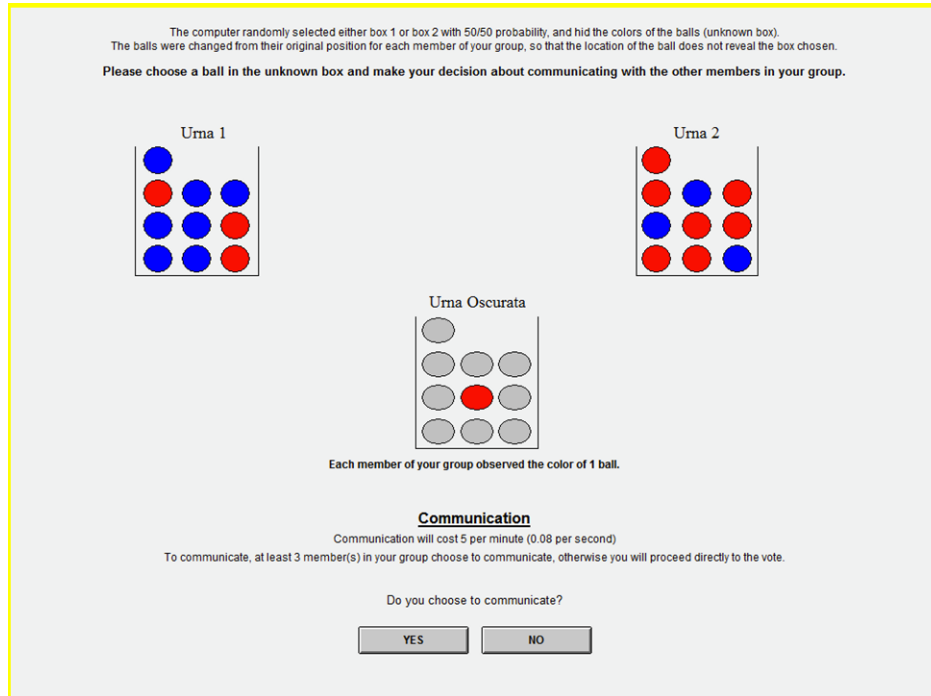 The computer randomly selected either box 1 or box 2 with 50/50 probability, and hid the colors of the balls (unknown box).
The balls were changed from their original position for each member of your group, so that the location of the ball does not reveal the box chosen.
Please choose a ball in the unknown box and make your decision about communicating with the other members in your group.
Urna 1
Urna 2
Urna Oscurata
Each member of your group observed the color of 1 ball.
Communication
Communication will cost 5 per minute (0.08 per second)
To communicate, at least 3 member(s) in your group choose to communicate, otherwise you will proceed directly to the vote.
Do you choose to communicate?
YES
NO